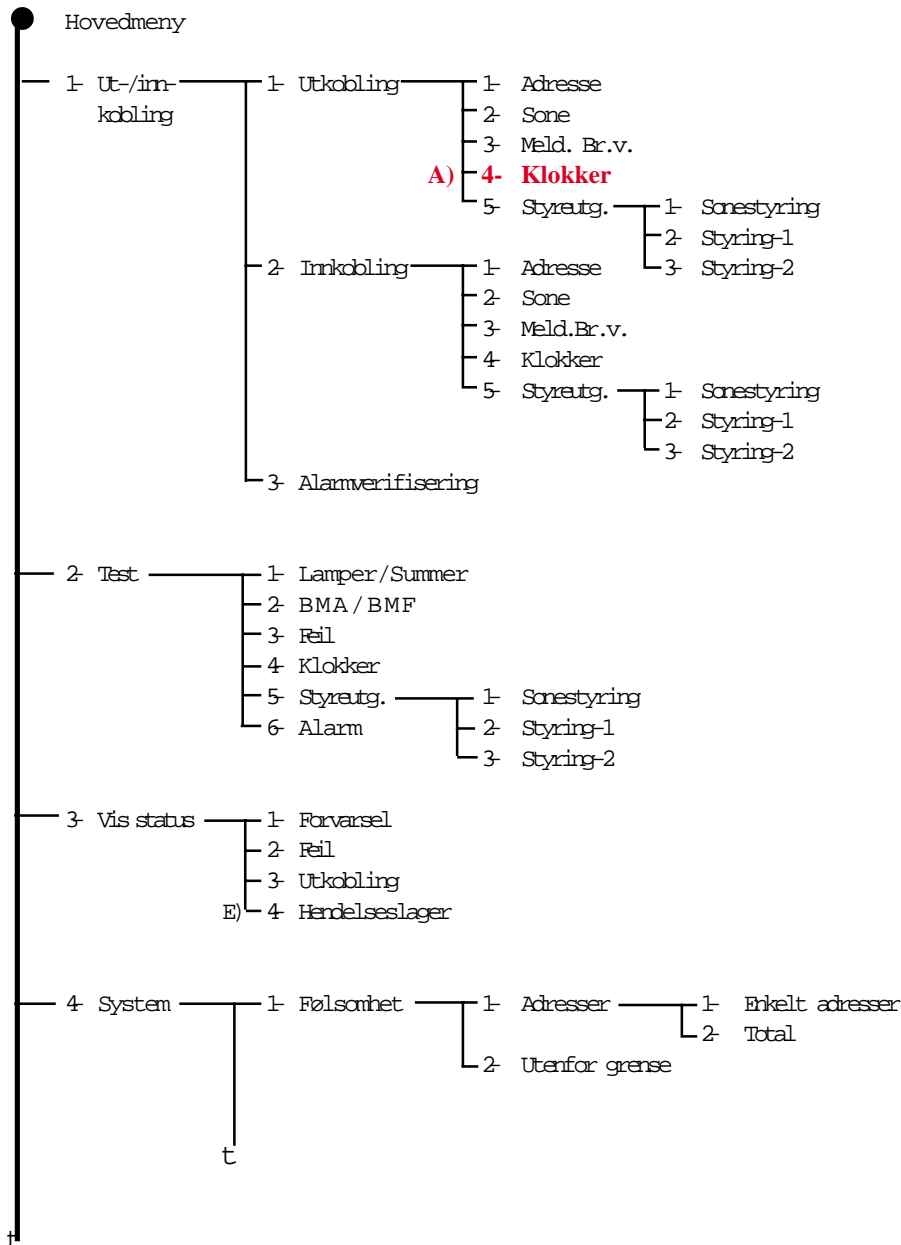 Hovedmeny
1- Ut-/inn- 1- Utkobling 1- Adresse
kobling 2- Sone
3- Meld. Br.v.
A) 4- Klokker
5- Styreutg. 1- Sonestyring
2- Styring-1
2- Innkobling 1- Adresse 3- Styring-2
2- Sone
3- Meld.Br.v.
4- Klokker
5- Styreutg. 1- Sonestyring
2- Styring-1
3- Styring-2
3- Alarmverifisering
2- Test 1- Lamper/Summer
2- BMA/BMF
3- Feil
4- Klokker
5- Styreutg. 1- Sonestyring
6- Alarm 2- Styring-1
3- Styring-2
3- Vis status 1- Forvarsel
2- Feil
3- Utkobling
E) 4- Hendelseslager
4- System 1- Følsomhet 1- Adresser 1- Enkelt adresser
2- Total
2- Utenfor grense
t
t